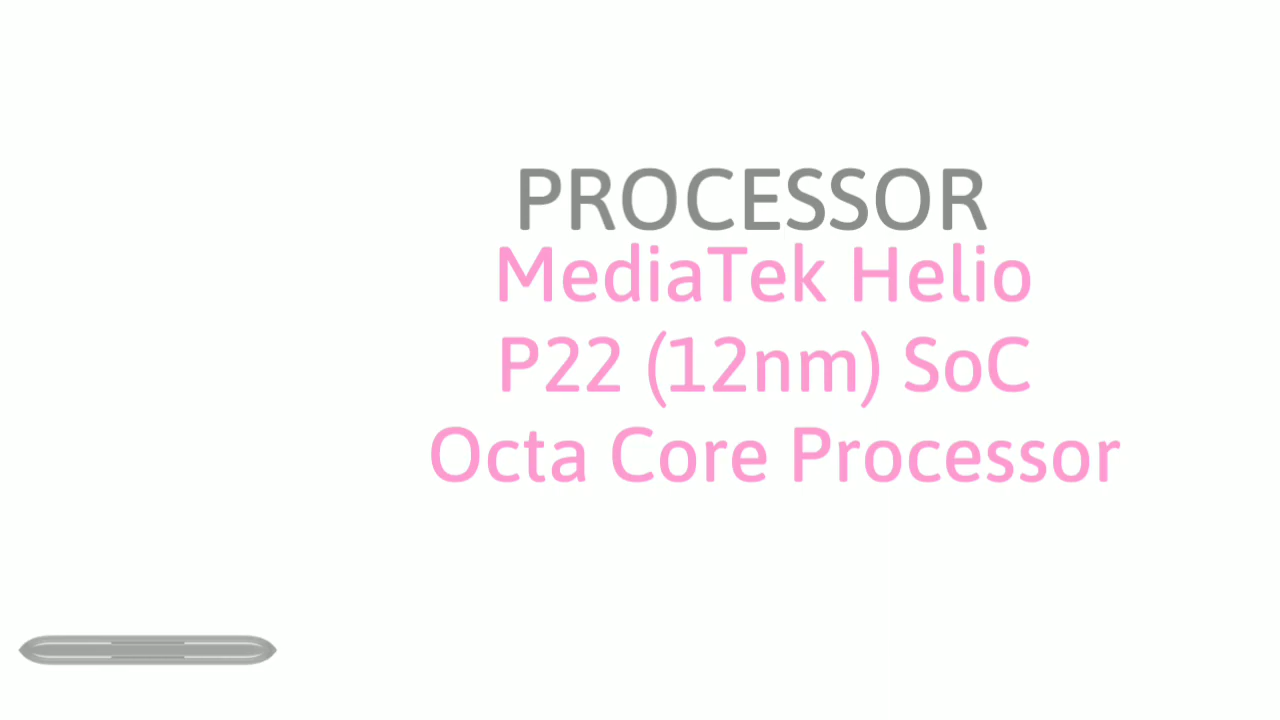 PROCESSOR
MediaTek Helio
P22 (12nm) SoC
Octa Core Processor